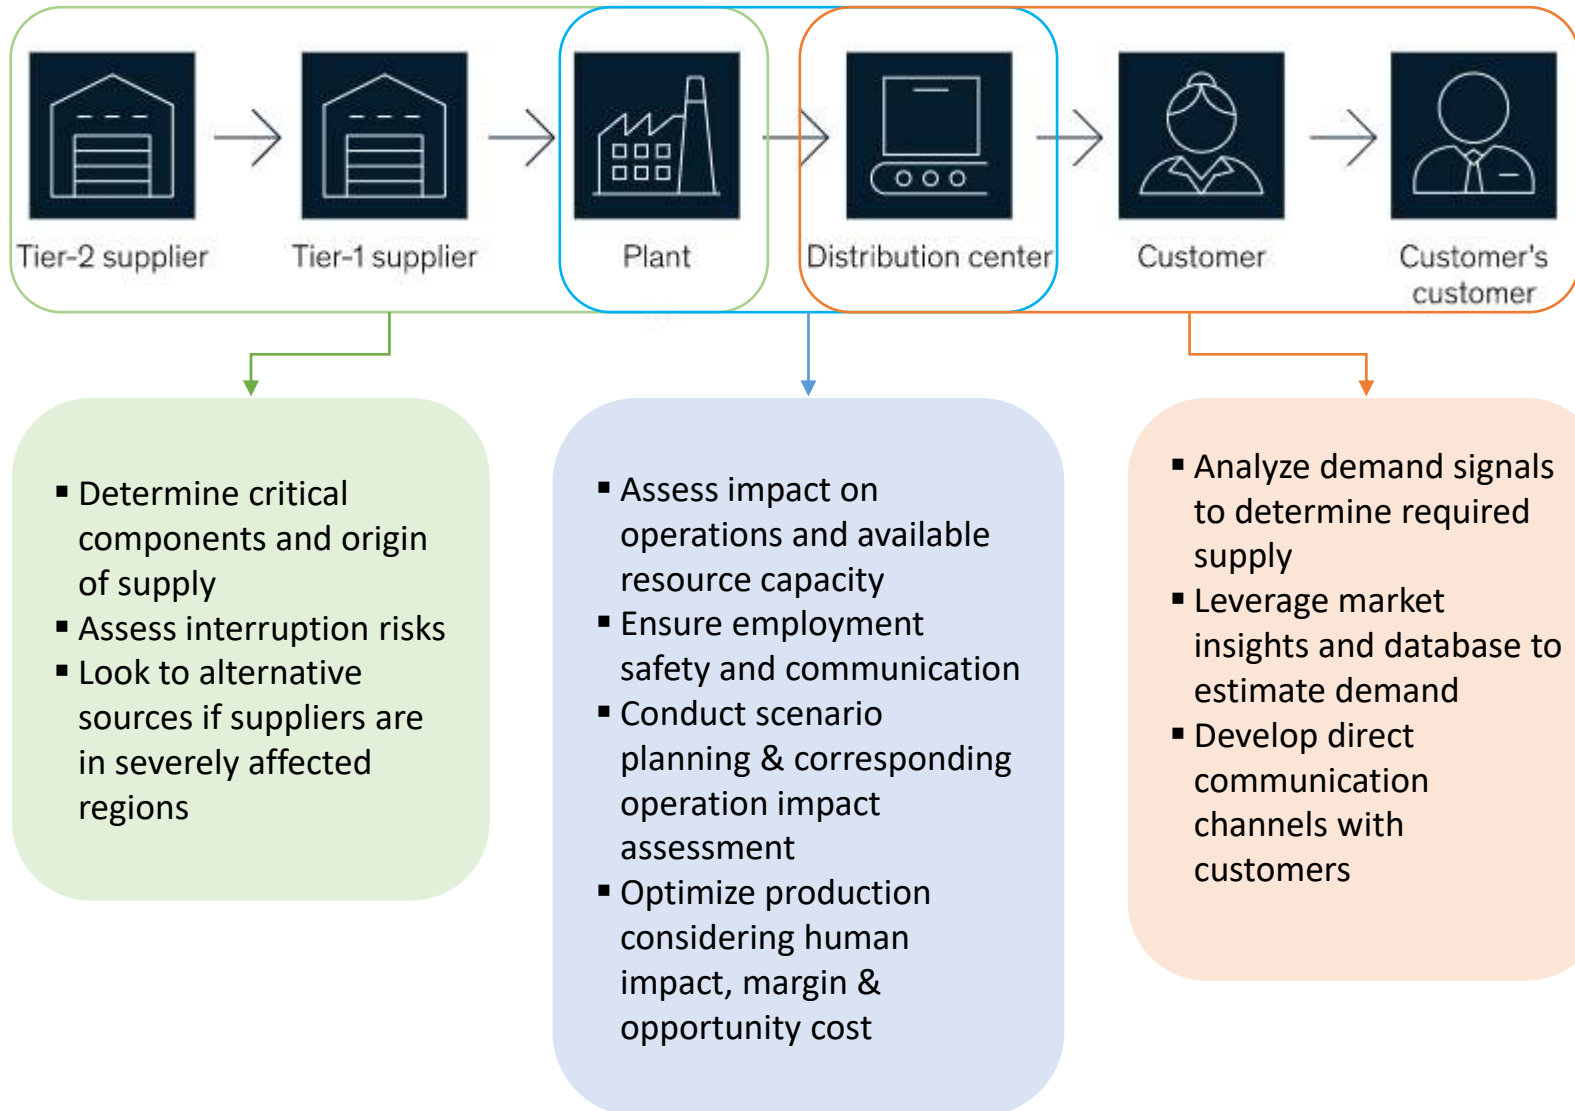 Tier-2 supplier
Tier-1 supplier
Plant
Distribution center
Customer
Customer's
customer
▪ Determine critical
components and origin
of supply
▪ Assess interruption risks
▪ Look to alternative
sources if suppliers are
in severely affected
regions
▪ Assess impact on
operations and available
resource capacity
▪ Ensure employment
safety and communication
▪ Conduct scenario
planning & corresponding
operation impact
assessment
▪ Optimize production
considering human
impact, margin &
opportunity cost
▪ Analyze demand signals
to determine required
supply
▪ Leverage market
insights and database to
estimate demand
▪ Develop direct
communication
channels with
customers